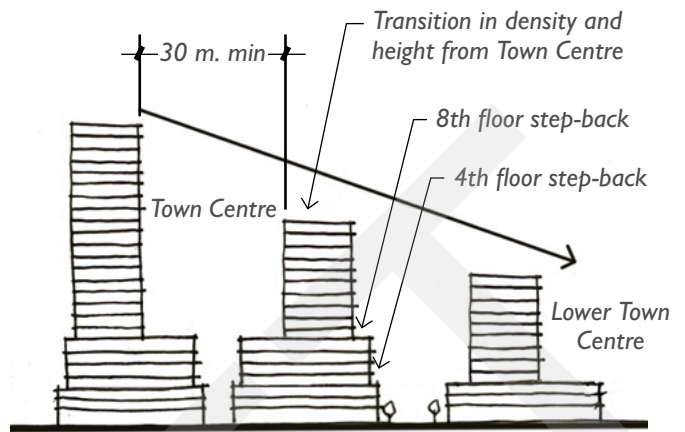 Transition in density and
height from Town Centre
30 m. min
8th floor step-back
4th floor step-back
Town Centre
Lower Town
Centre